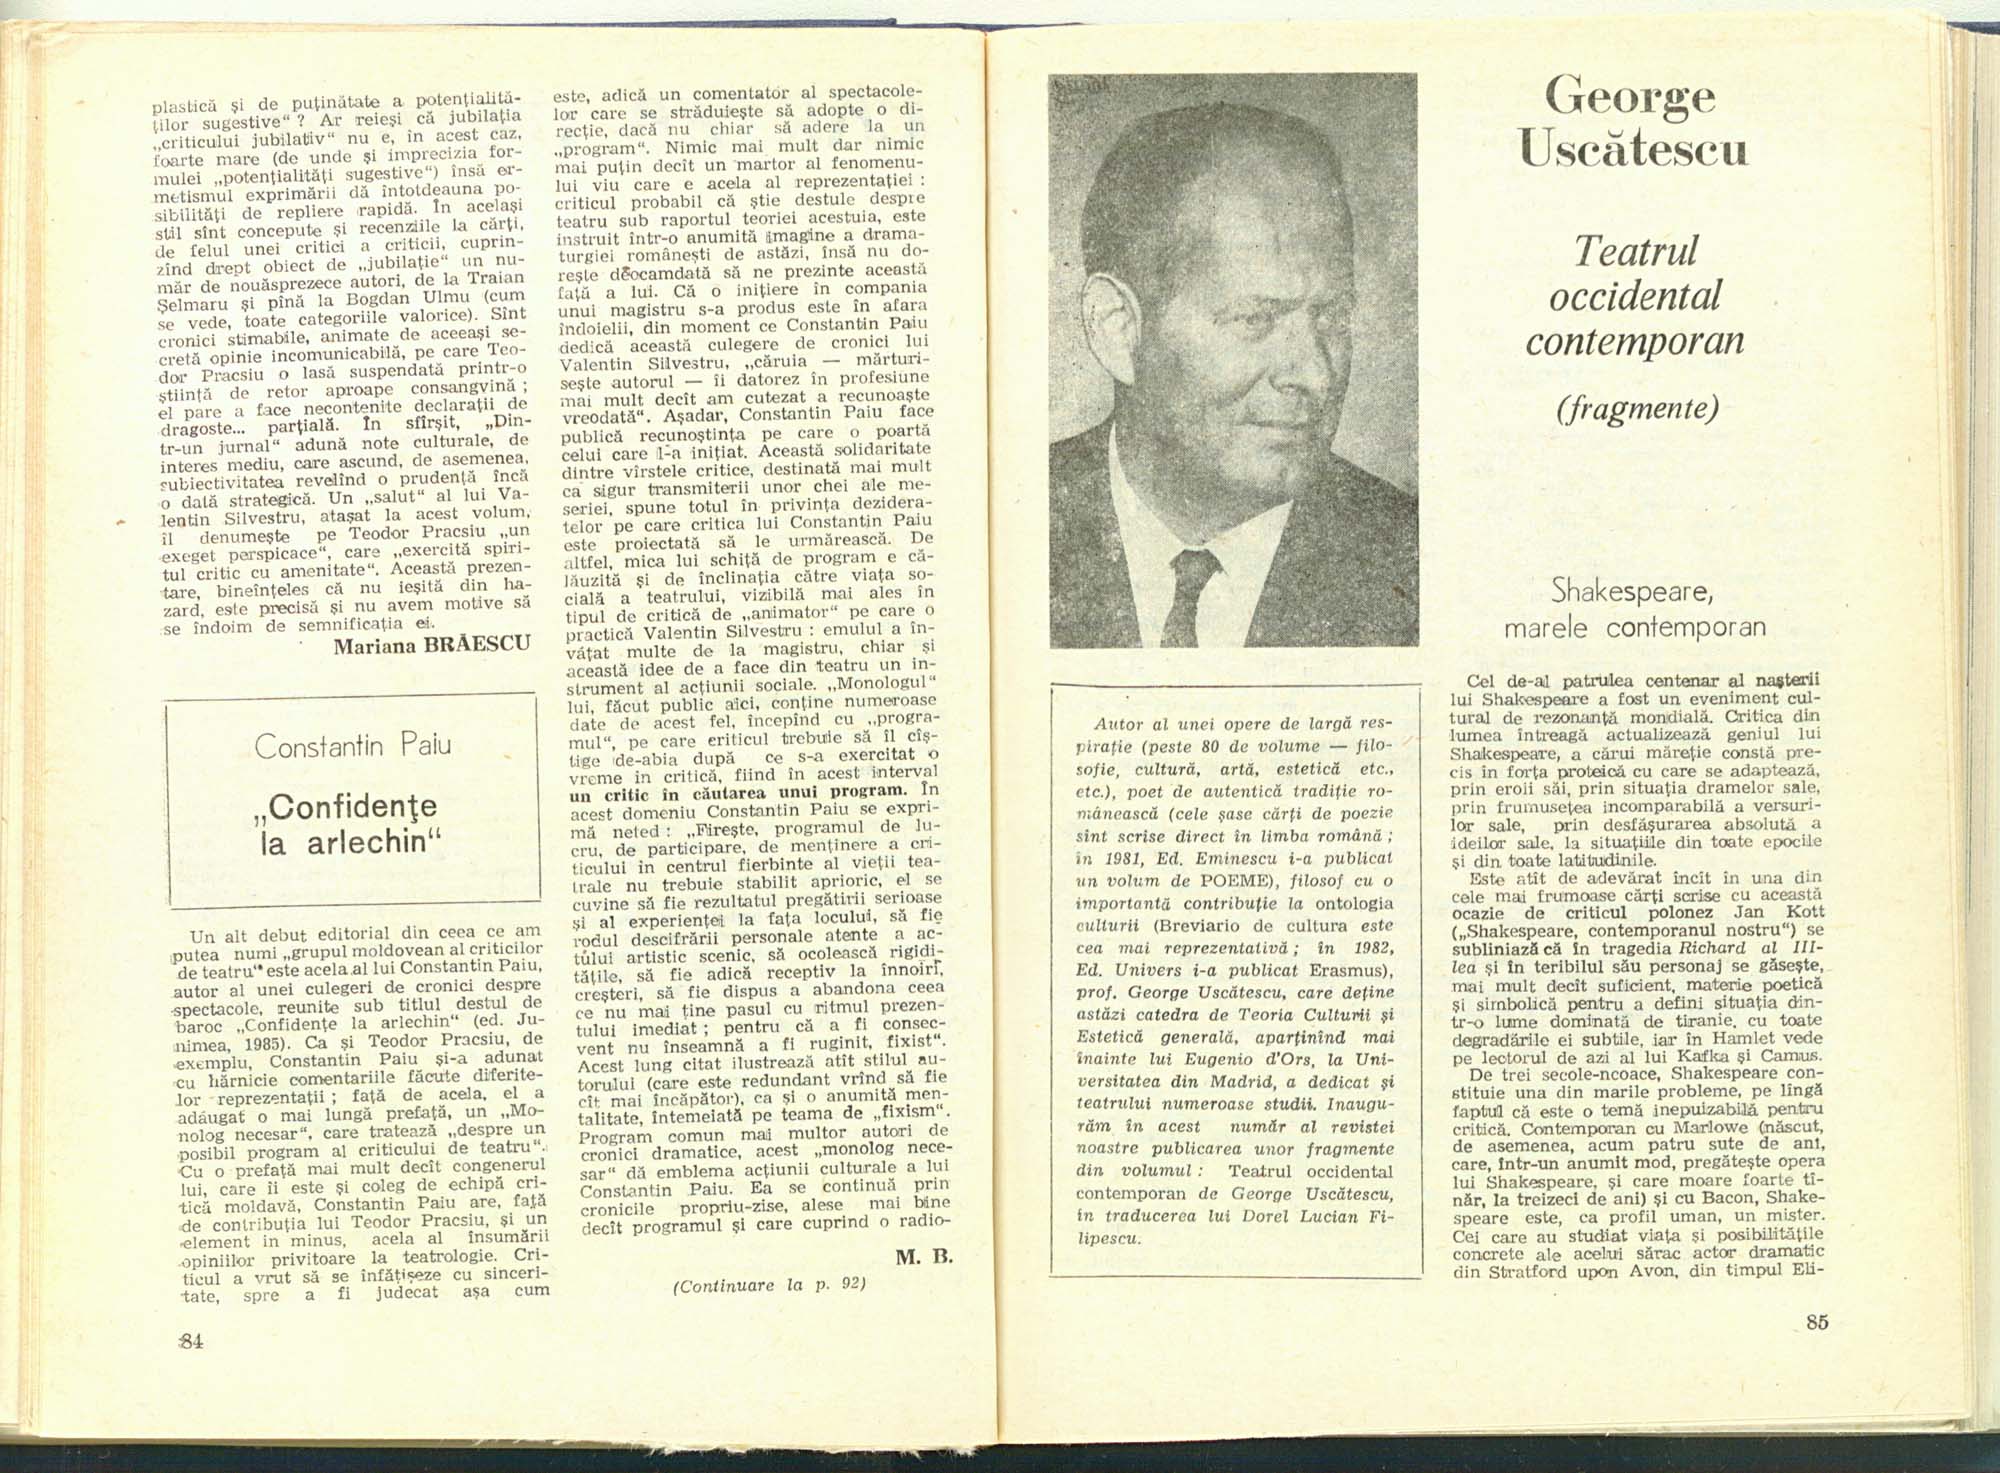 plastică și de puținătate a potențialită-
ților sugestive“ ? Ar reieși că jubilația
„criticului jubilativ“ nu e, în acest caz,
foarte mare (de unde și imprecizia for-
mulei „potențialități sugestive“) însă er-
metismul exprimării dă întotdeauna po-
sibilități de repliere rapidă. În același
stil sînt concepute și recenziile la cărți,
de felul unei critici a criticii, cuprin-
zînd drept obiect de „jubilație“ un nu-
măr de nouăsprezece autori, de la Traian
Șelmaru și pînă la Bogdan Ulmu (cum
se vede, toate categoriile valorice). Sînt
cronici stimabile, animate de aceeași se-
cretă opinie incomunicabilă, pe care Teo-
dor Pracsiu o lasă suspendată printr-o
știință de retor aproape consangvină ;
el pare a face necontenite declarații de
dragoste... parțială. În sfîrșit, „Din-
tr-un jurnal“ adună note culturale, de
interes mediu, care ascund, de asemenea,
subiectivitatea revelînd o prudență încă
o dată strategică. Un „salut“ al lui Va-
lentin Silvestru, atașat la acest volum,
îl denumește pe Teodor Pracsiu „un
exeget perspicace“, care „exercită spiri-
tul critic cu amenitate“. Această prezen-
tare, bineînțeles că nu ieșită din ha-
zard, este precisă și nu avem motive să
se îndoim de semnificația ei.
Mariana BRĂESCU
Constantin Paiu
„Confidențe
la arlechin“
Un alt debut editorial din ceea ce am
putea numi „grupul moldovean al criticilor
de teatru“ este acela al lui Constantin Paiu,
autor al unei culegeri de cronici despre
spectacole, reunite sub titlul destul de
baroc „Confidențe la arlechin“ (ed. Ju-
nimea, 1985). Ca și Teodor Pracsiu, de
exemplu, Constantin Paiu și-a adunat
cu hărnicie comentariile făcute diferite-
lor reprezentații ; față de acela, el a
adăugat o mai lungă prefață, un „Mo-
nolog necesar“, care tratează „despre un
posibil program al criticului de teatru“.
Cu o prefață mai mult decît congenerul
lui, care îi este și coleg de echipă cri-
tică moldavă, Constantin Paiu are, față
de contribuția lui Teodor Pracsiu, și un
element in minus, acela al însumării
opiniilor privitoare la teatrologie. Cri-
ticul a vrut să se înfățișeze cu sinceri-
tate, spre a fi judecat așa cum
84
este, adică un comentator al spectacole-
lor care se străduiește să adopte o di-
recție, dacă nu chiar să adere la un
„program“. Nimic mai mult dar nimic
mai puțin decît un martor al fenomenu-
lui viu care e acela al reprezentației :
criticul probabil că știe destule despre
teatru sub raportul teoriei acestuia, este
instruit într-o anumită imagine a drama-
turgiei românești de astăzi, însă nu do-
rește deocamdată să ne prezinte această
față a lui. Că o inițiere în compania
unui magistru s-a produs este în afara
îndoielii, din moment ce Constantin Paiu
dedică această culegere de cronici lui
Valentin Silvestru, „căruia — mărturi-
sește autorul — îi datorez în profesiune
mai mult decît am cutezat a recunoaște
vreodată“. Așadar, Constantin Paiu face
publică recunoștința pe care o poartă
celui care l-a inițiat. Această solidaritate
dintre vîrstele critice, destinată mai mult
ca sigur transmiterii unor chei ale me-
seriei, spune totul în privința dezidera-
telor pe care critica lui Constantin Paiu
este proiectată să le urmărească. De
altfel, mica lui schiță de program e că-
lăuzită și de înclinația către viața so-
cială a teatrului, vizibilă mai ales în
tipul de critică de „animator“ pe care o
practică Valentin Silvestru : emulul a în-
vățat multe de la magistru, chiar și
această idee de a face din teatru un in-
strument al acțiunii sociale. „Monologul“
lui, făcut public aici, conține numeroase
date de acest fel, începînd cu „progra-
mul“, pe care criticul trebuie să îl cîș-
tige de-abia după ce s-a exercitat o
vreme în critică, fiind în acest interval
un critic în căutarea unui program. În
acest domeniu Constantin Paiu se expri-
mă neted : „Firește, programul de lu-
cru, de participare, de menținere a cri-
ticului în centrul fierbinte al vieții tea-
trale nu trebuie stabilit aprioric, el se
cuvine să fie rezultatul pregătirii serioase
și al experienței la fața locului, să fie
rodul descifrării personale atente a ac-
tului artistic scenic, să ocolească rigidi-
tățile, să fie adică receptiv la înnoiri,
creșteri, să fie dispus a abandona ceea
ce nu mai ține pasul cu ritmul prezen-
tului imediat ; pentru că a fi consec-
vent nu înseamnă a fi ruginit, fixist“.
Acest lung citat ilustrează atît stilul au-
torului (care este redundant vrînd să fie
cît mai încăpător), ca și o anumită men-
talitate, întemeiată pe teama de „fixism“.
Program comun mai multor autori de
cronici dramatice, acest „monolog nece-
sar“ dă emblema acțiunii culturale a lui
Constantin Paiu. Ea se continuă prin
cronicile propriu-zise, alese mai bine
decît programul și care cuprind o radio-
M. B.
(Continuare la p. 92)
George
Uscătescu
Teatrul
occidental
contemporan
(fragmente)
Autor al unei opere de largă res-
pirație (peste 80 de volume — filo-
sofie, cultură, artă, estetică etc.,
etc.), poet de autentică tradiție ro-
mânească (cele șase cărți de poezie
sînt scrise direct în limba română ;
în 1981, Ed. Eminescu i-a publicat
un volum de POEME), filosof cu o
importantă contribuție la ontologia
culturii (Breviario de cultura este
cea mai reprezentativă ; în 1982,
Ed. Univers i-a publicat Erasmus),
prof. George Uscătescu, care deține
astăzi catedra de Teoria Culturii și
Estetică generală, aparținînd mai
înainte lui Eugenio d'Ors, la Uni-
versitatea din Madrid, a dedicat și
teatrului numeroase studii. Inaugu-
răm în acest număr al revistei
noastre publicarea unor fragmente
din volumul : Teatrul occidental
contemporan de George Uscătescu,
în traducerea lui Dorel Lucian Fi-
lipescu.
Shakespeare,
marele contemporan
Cel de-al patrulea centenar al nașterii
lui Shakespeare a fost un eveniment cul-
tural de rezonanță mondială. Critica din
lumea întreagă actualizează geniul lui
Shakespeare, a cărui măreție constă pre-
cis în forța proteică cu care se adaptează,
prin eroii săi, prin situația dramelor sale,
prin frumusețea incomparabilă a versuri-
lor sale, prin desfășurarea absolută a
ideilor sale, la situațiile din toate epocile
și din toate latitudinile.
Este atît de adevărat încît în una din
cele mai frumoase cărți scrise cu această
ocazie de criticul polonez Jan Kott
(„Shakespeare, contemporanul nostru“) se
subliniază că în tragedia Richard al III-
lea și în teribilul său personaj se găsește,
mai mult decît suficient, materie poetică
și simbolică pentru a defini situația din-
tr-o lume dominată de tiranie, cu toate
degradările ei subtile, iar în Hamlet vede
pe lectorul de azi al lui Kafka și Camus.
De trei secole-ncoace, Shakespeare con-
stituie una din marile probleme, pe lîngă
faptul că este o temă inepuizabilă pentru
critică. Contemporan cu Marlowe (născut,
de asemenea, acum patru sute de ani,
care, într-un anumit mod, pregătește opera
lui Shakespeare, și care moare foarte tî-
năr, la treizeci de ani) și cu Bacon, Shake-
speare este, ca profil uman, un mister.
Cei care au studiat viața și posibilitățile
concrete ale acelui sărac actor dramatic
din Stratford upon Avon, din timpul Eli-
85